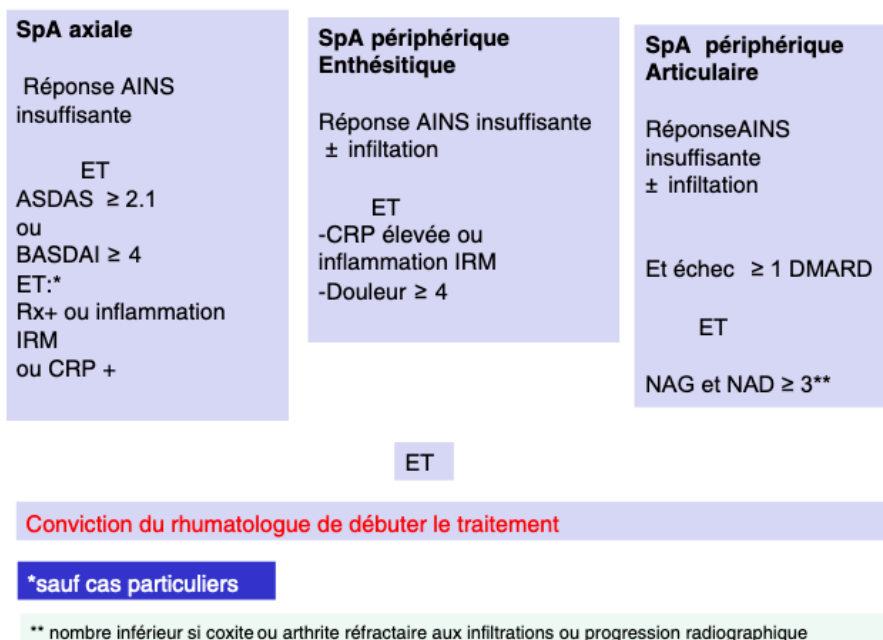 SpA axiale
Réponse AINS
insuffisante
ET
ASDAS ≥ 2.1
ou
BASDAI ≥ 4
ET:*
Rx+ ou inflammation
IRM
ou CRP +
SpA périphérique
Enthésitique
Réponse AINS insuffisante
± infiltation
ET
-CRP élevée ou
inflammation IRM
-Douleur ≥ 4
SpA périphérique
Articulaire
RéponseAINS
insuffisante
± infiltation
Et échec ≥ 1 DMARD
ET
NAG et NAD ≥ 3**
ET
Conviction du rhumatologue de débuter le traitement
*sauf cas particuliers
** nombre inférieur si coxite ou arthrite réfractaire aux infiltrations ou progression radiographique